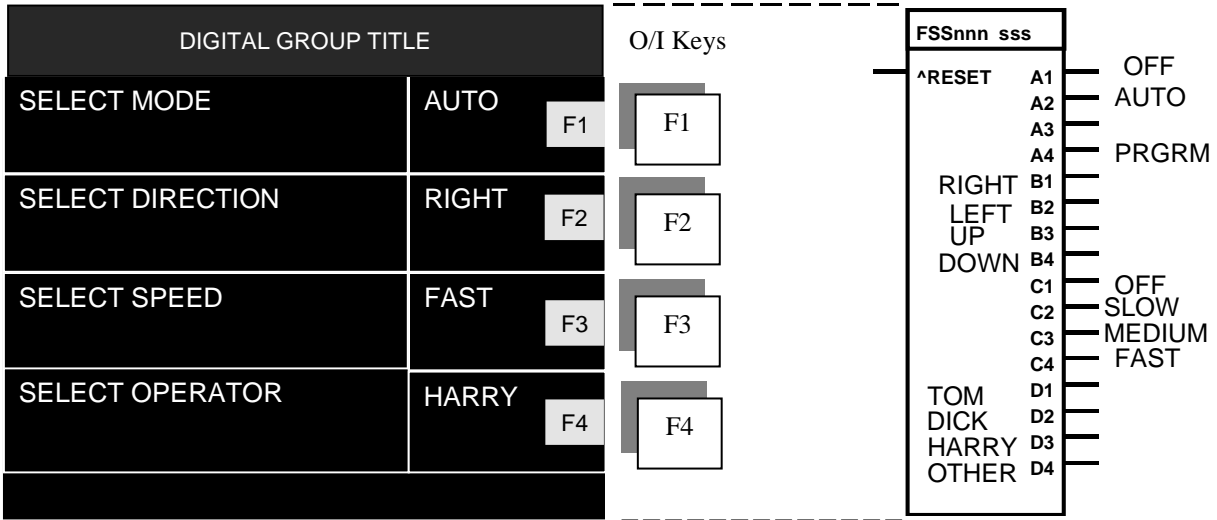 DIGITAL GROUP TITLE
SELECT MODE AUTO F1
SELECT DIRECTION RIGHT F2
SELECT SPEED FAST F3
SELECT OPERATOR HARRY F4
O/I Keys
F1
F2
F3
F4
FSSnnn sss
^RESET A1 OFF
A2 AUTO
A3
A4 PRGRM
RIGHT B1
LEFT B2
UP B3
DOWN B4
C1 OFF
C2 SLOW
C3 MEDIUM
C4 FAST
TOM D1
DICK D2
HARRY D3
OTHER D4